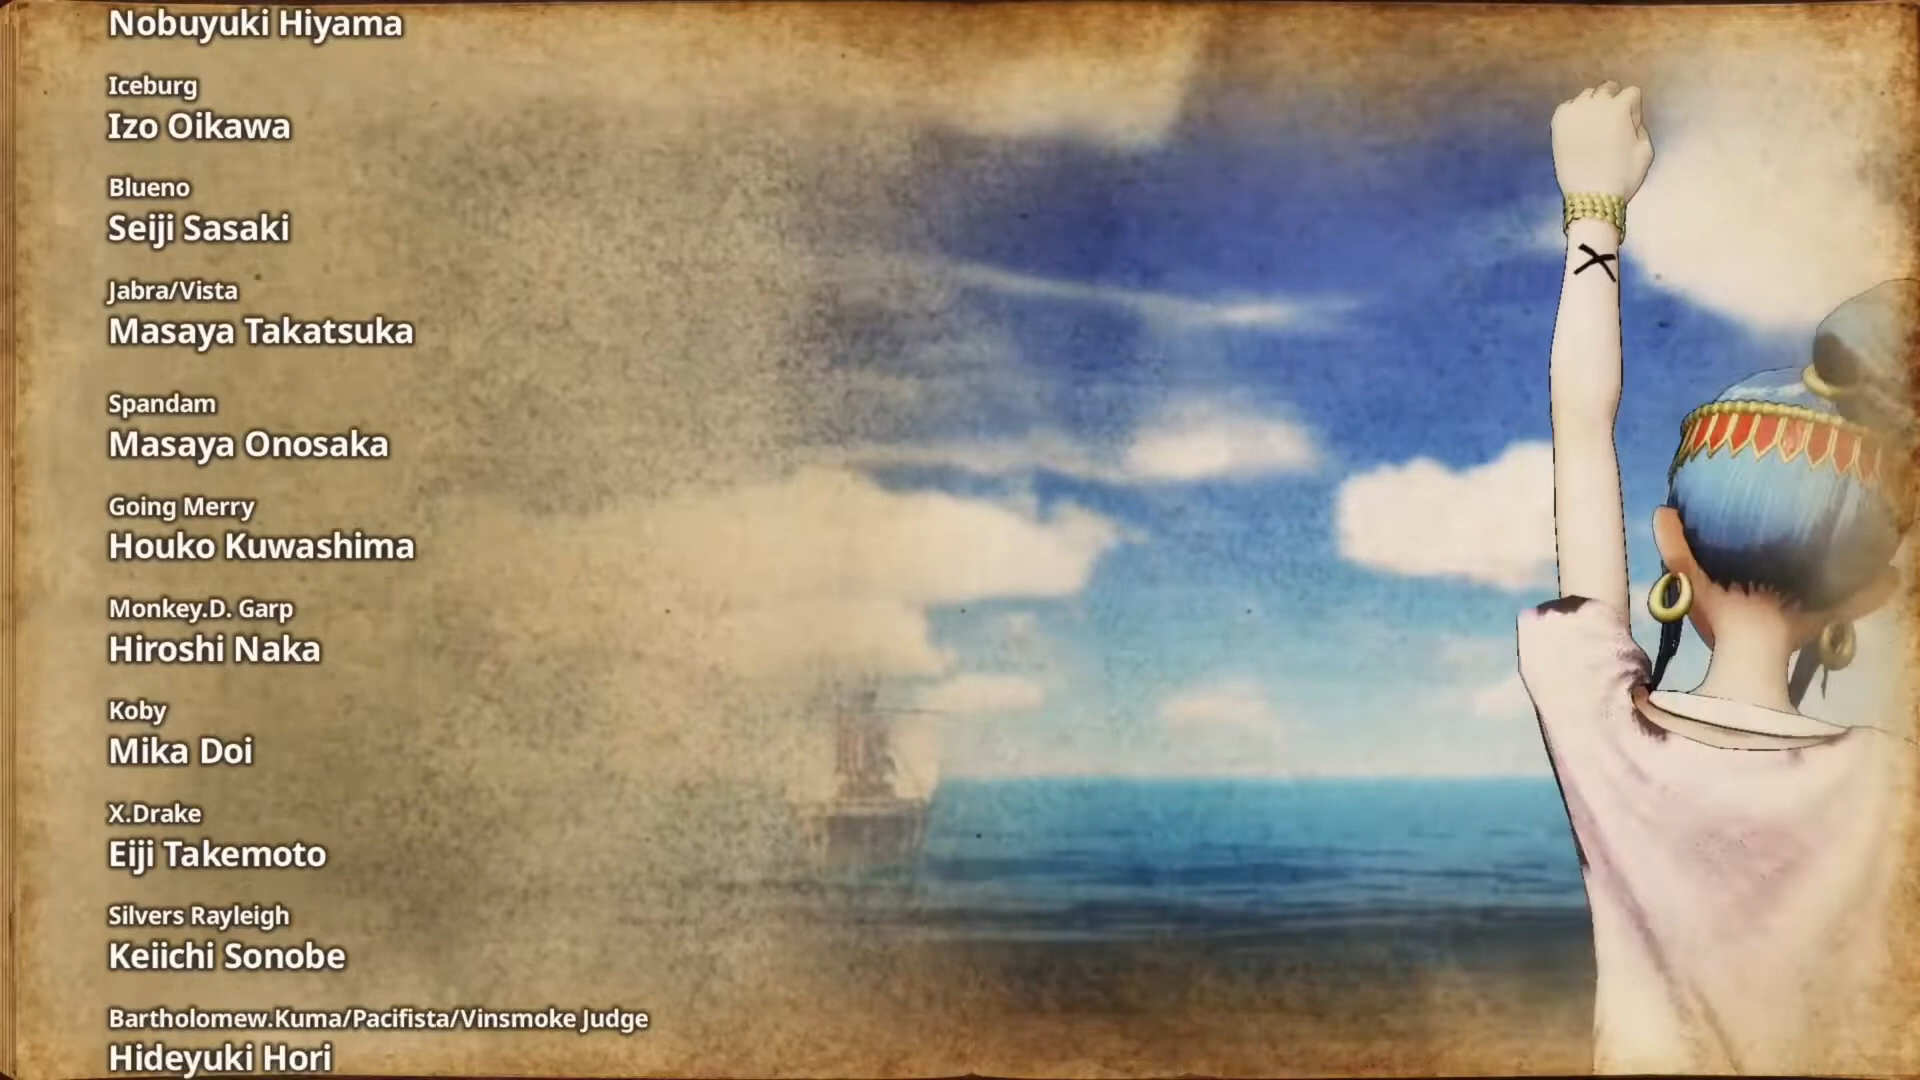 Nobuyuki Hiyama
Iceburg
Izo Oikawa
Blueno
Seiji Sasaki
Jabra/Vista
Masaya Takatsuka
Spandam
Masaya Onosaka
Going Merry
Houko Kuwashima
Monkey.D. Garp
Hiroshi Naka
Koby
Mika Doi
X.Drake
Eiji Takemoto
Silvers Rayleigh
Keiichi Sonobe
Bartholomew.Kuma/Pacifista/Vinsmoke Judge
Hideyuki Hori